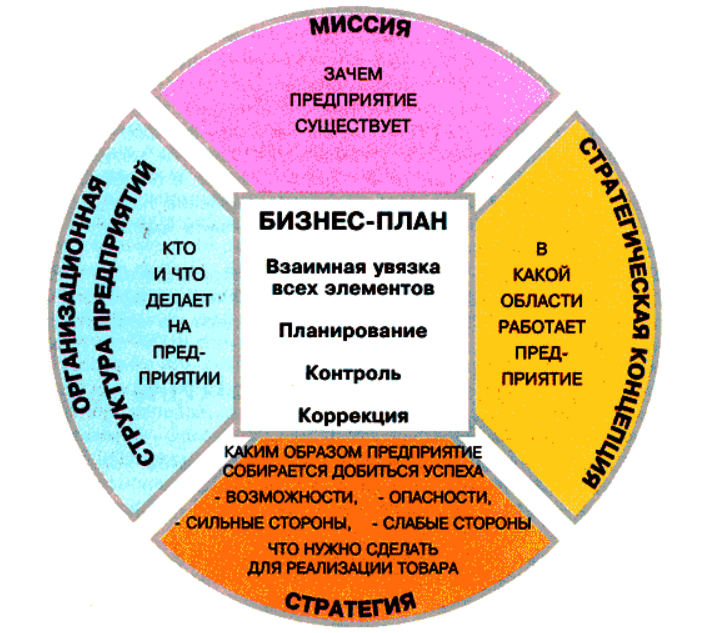 МИССИЯ
ЗАЧЕМ
ПРЕДПРИЯТИЕ
СУЩЕСТВУЕТ
ОРГАНИЗАЦИОННАЯ
СТРУКТУРА ПРЕДПРИЯТИЙ
КТО
И ЧТО
ДЕЛАЕТ
НА
ПРЕД-
ПРИЯТИИ
БИЗНЕС-ПЛАН
Взаимная увязка
всех элементов
Планирование
Контроль
Коррекция
СТРАТЕГИЧЕСКАЯ КОНЦЕПЦИЯ
В
КАКОЙ
ОБЛАСТИ
РАБОТАЕТ
ПРЕД-
ПРИЯТИЕ
КАКИМ ОБРАЗОМ ПРЕДПРИЯТИЕ
СОБИРАЕТСЯ ДОБИТЬСЯ УСПЕХА
- ВОЗМОЖНОСТИ, - ОПАСНОСТИ,
- СИЛЬНЫЕ СТОРОНЫ, - СЛАБЫЕ СТОРОНЫ
ЧТО НУЖНО СДЕЛАТЬ
ДЛЯ РЕАЛИЗАЦИИ ТОВАРА
СТРАТЕГИЯ